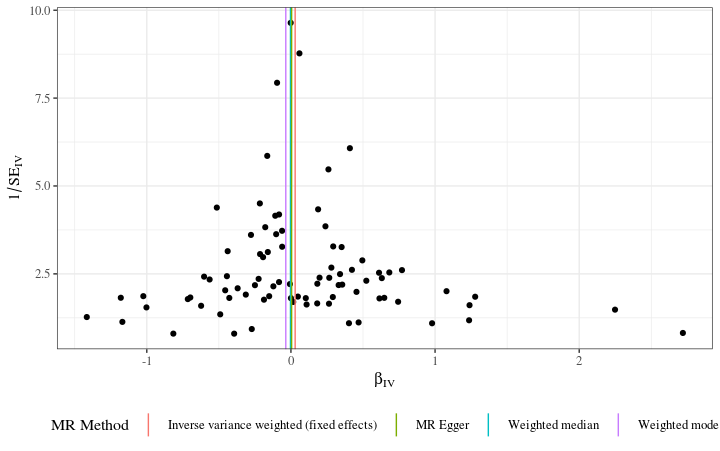 10.0
7.5
5.0
2.5
1/SE_IV
-1 0 1 2
β_IV
MR Method Inverse variance weighted (fixed effects) MR Egger Weighted median Weighted mode